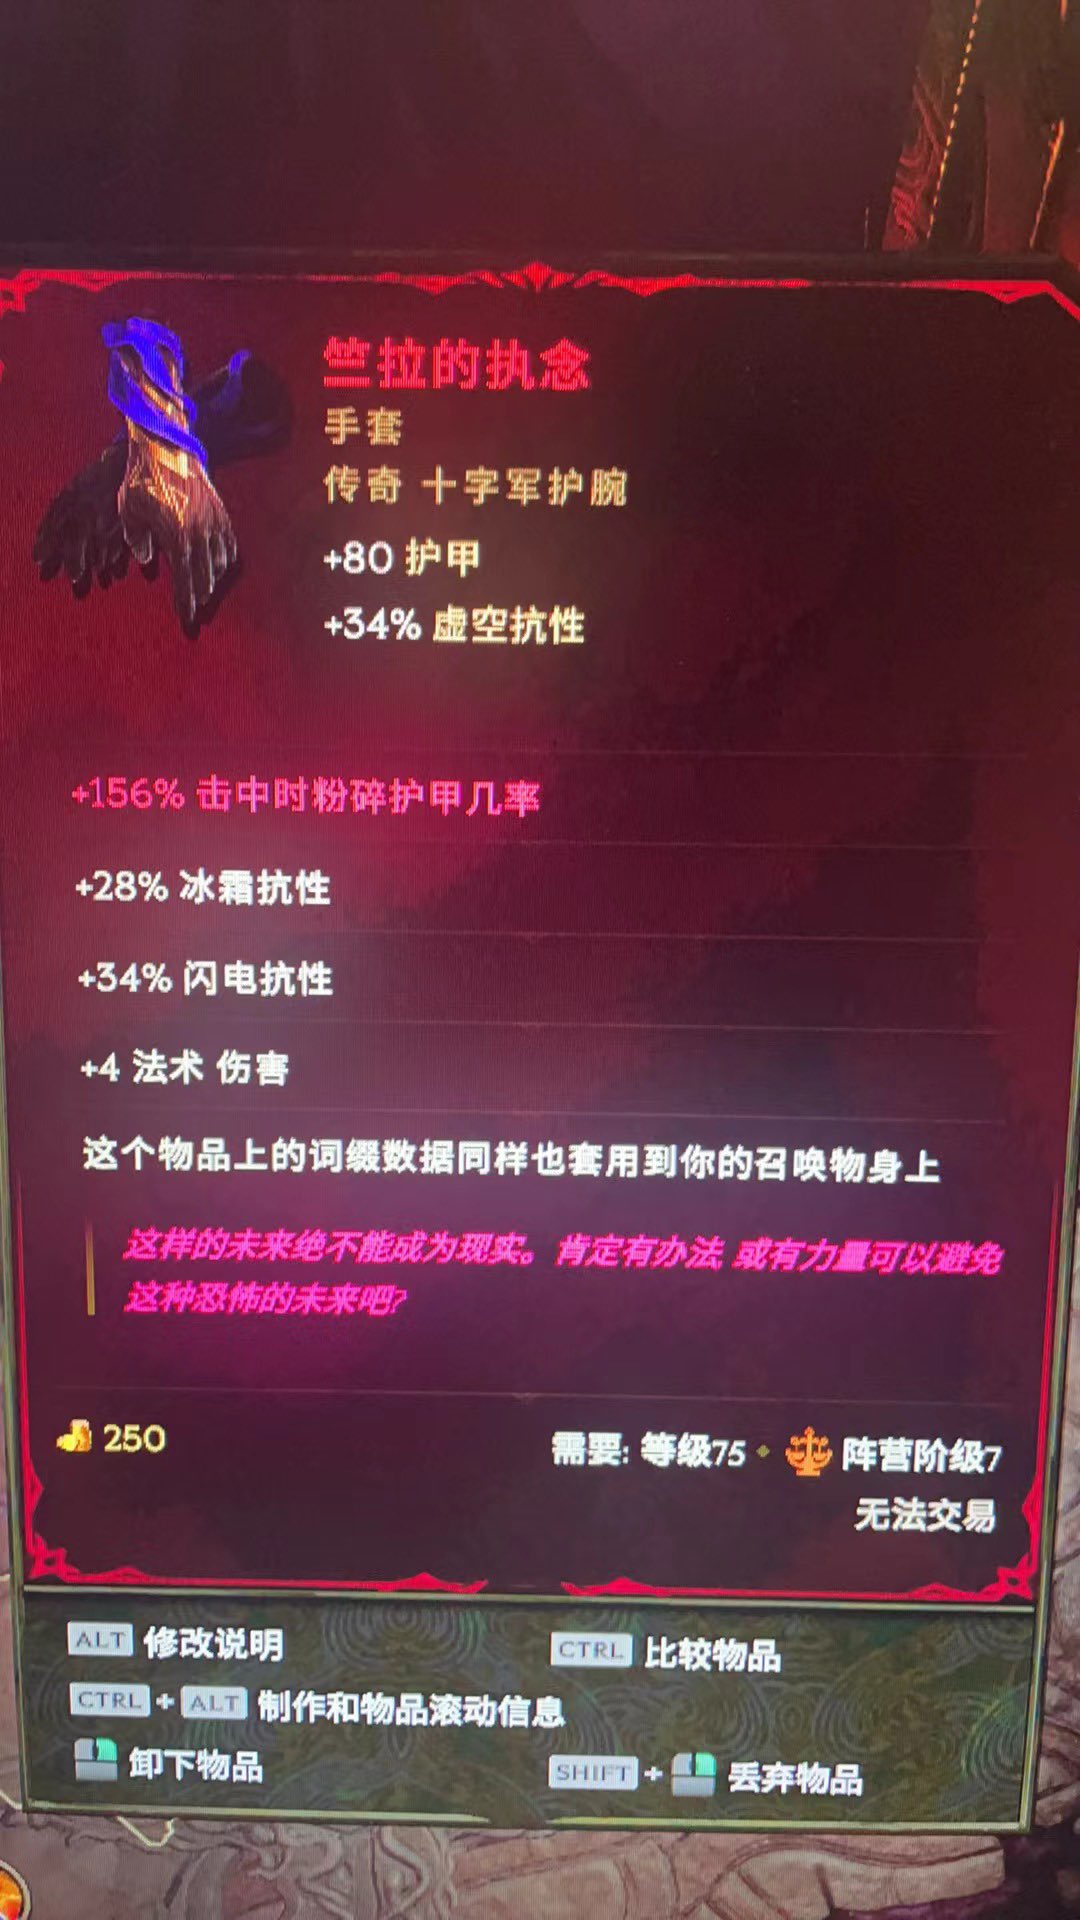 竺拉的执念
手套
传奇 十字军护腕
+80 护甲
+34% 虚空抗性
+156% 击中时粉碎护甲几率
+28% 冰霜抗性
+34% 闪电抗性
+4 法术 伤害
这个物品上的词缀数据同样也套用到你的召唤物身上
这样的未来绝不能成为现实。肯定有办法, 或有力量可以避免
这种恐怖的未来吧?
250 需要: 等级75 ◆ 阵营阶级7
无法交易
ALT 修改说明 CTRL 比较物品
CTRL + ALT 制作和物品滚动信息
卸下物品 SHIFT + 丢弃物品